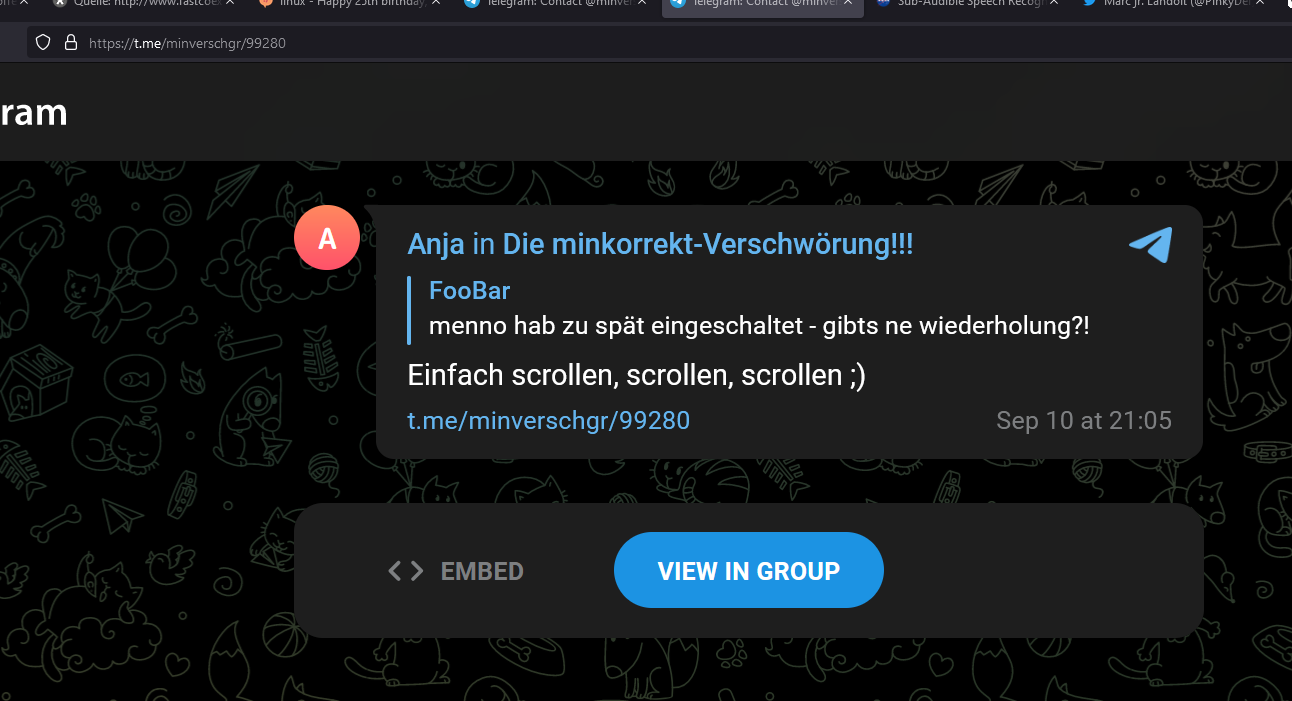 Quelle: http://www.fastcoe
linux - Happy 25th birthday,
Telegram: Contact @minver
Telegram: Contact @minver
Sub-Audible Speech Recogn
Marc jr. Landolt (@PinkyDe
https://t.me/minverschgr/99280
ram
A
Anja in Die minkorrekt-Verschwörung!!!
FooBar
menno hab zu spät eingeschaltet - gibts ne wiederholung?!
Einfach scrollen, scrollen, scrollen ;)
t.me/minverschgr/99280
Sep 10 at 21:05
<> EMBED
VIEW IN GROUP